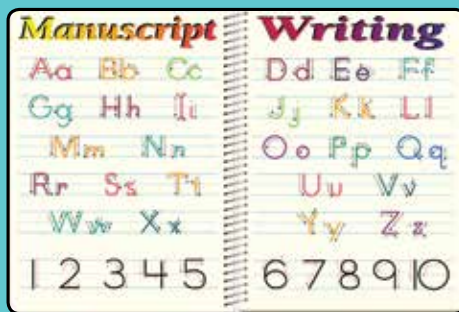 Manuscript Writing
Aa Bb Cc Dd Ee Ff
Gg Hh Ii Jj Kk Ll
Mm Nn Oo Pp Qq
Rr Ss Tt Uu Vv
Ww Xx Yy Zz
1 2 3 4 5 6 7 8 9 10